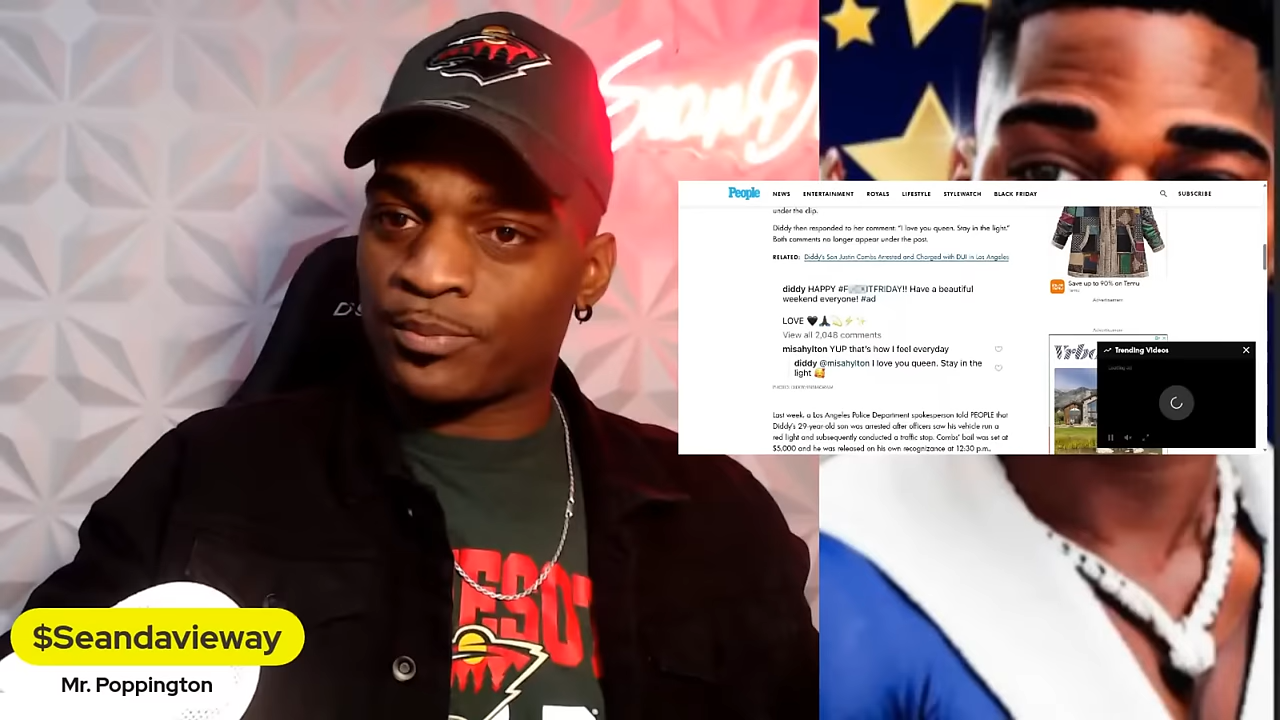 SeanD
D
ESOT
$Seandavieway
Mr. Poppington
People NEWS ENTERTAINMENT ROYALS LIFESTYLE STYLEWATCH BLACK FRIDAY SUBSCRIBE
under the clip.
Diddy then responded to her comment. "I love you queen. Stay in the light."
Both comments no longer appear under the post.
RELATED: Diddy's Son Justin Combs Arrested and Charged with DUI in Los Angeles
diddy HAPPY #F ITFRIDAY!! Have a beautiful
weekend everyone! #ad
LOVE 🖤🙏🏿💫⚡✨
View all 2,048 comments
misahylton YUP that's how I feel everyday
diddy @misahylton I love you queen. Stay in the
light 🥰
Last week, a Los Angeles Police Department spokesperson told PEOPLE that
Diddy's 29-year-old son was arrested after officers saw his vehicle run a
red light and subsequently conducted a traffic stop. Combs' bail was set at
$5,000 and he was released on his own recognizance at 12:30 p.m..
Save up to 90% on Temu
Temu
Advertisement
Advertisement
Vrbo
Trending Videos